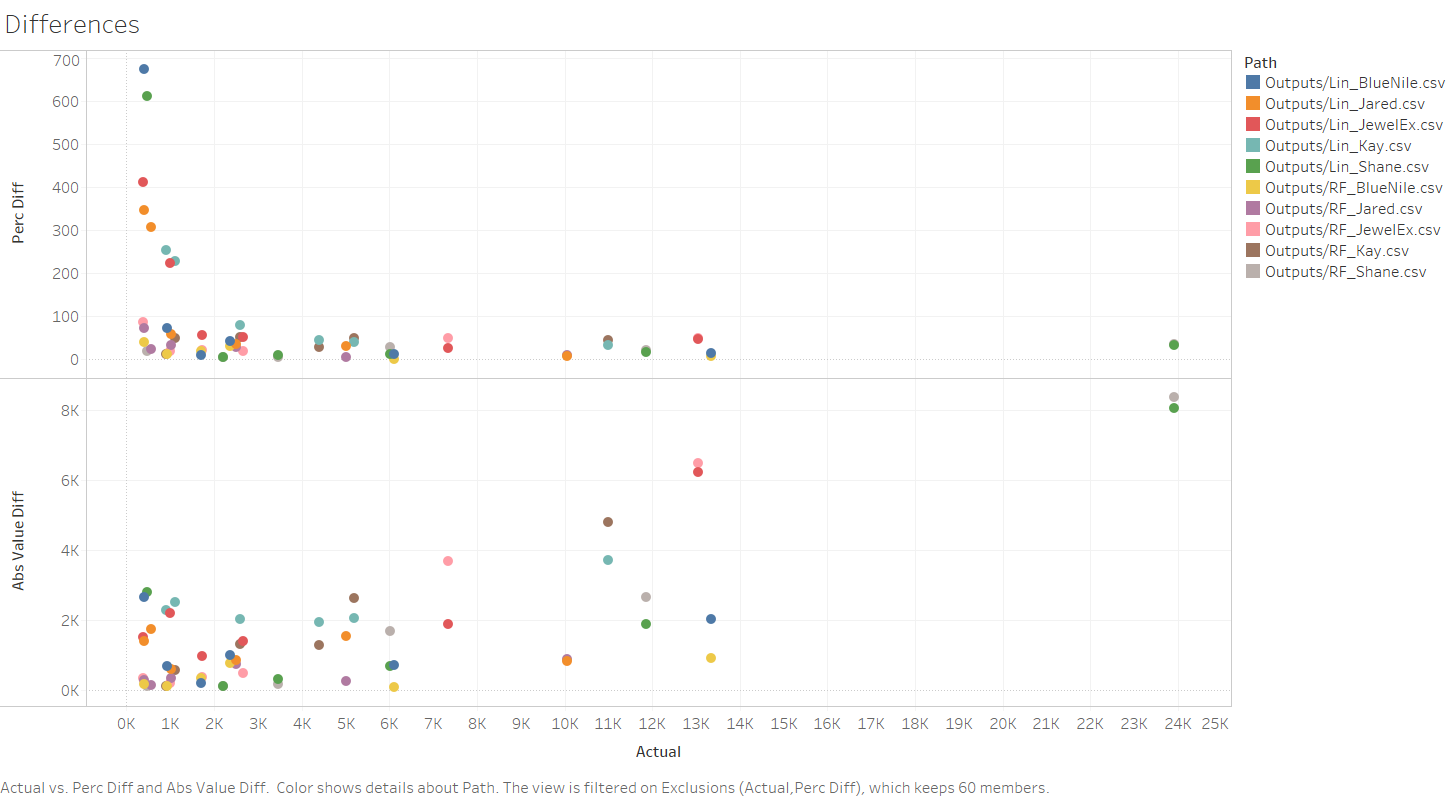 Differences
Path
Outputs/Lin_BlueNile.csv
Outputs/Lin_Jared.csv
Outputs/Lin_JewelEx.csv
Outputs/Lin_Kay.csv
Outputs/Lin_Shane.csv
Outputs/RF_BlueNile.csv
Outputs/RF_Jared.csv
Outputs/RF_JewelEx.csv
Outputs/RF_Kay.csv
Outputs/RF_Shane.csv
Perc Diff
700
600
500
400
300
200
100
0
Abs Value Diff
8K
6K
4K
2K
0K
0K 1K 2K 3K 4K 5K 6K 7K 8K 9K 10K 11K 12K 13K 14K 15K 16K 17K 18K 19K 20K 21K 22K 23K 24K 25K
Actual
Actual vs. Perc Diff and Abs Value Diff. Color shows details about Path. The view is filtered on Exclusions (Actual,Perc Diff), which keeps 60 members.